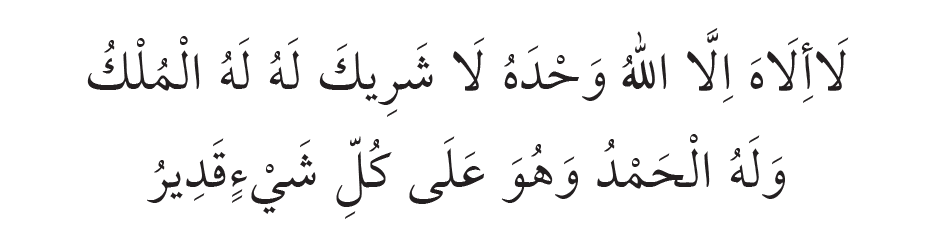 لَاأِلَاهَ اِلَّا اللهُ وَحْدَهُ لَا شَرِيكَ لَهُ لَهُ الْمُلْكُ
وَلَهُ الْحَمْدُ وَهُوَ عَلَى كُلِّ شَيْءٍقَدِيرُ